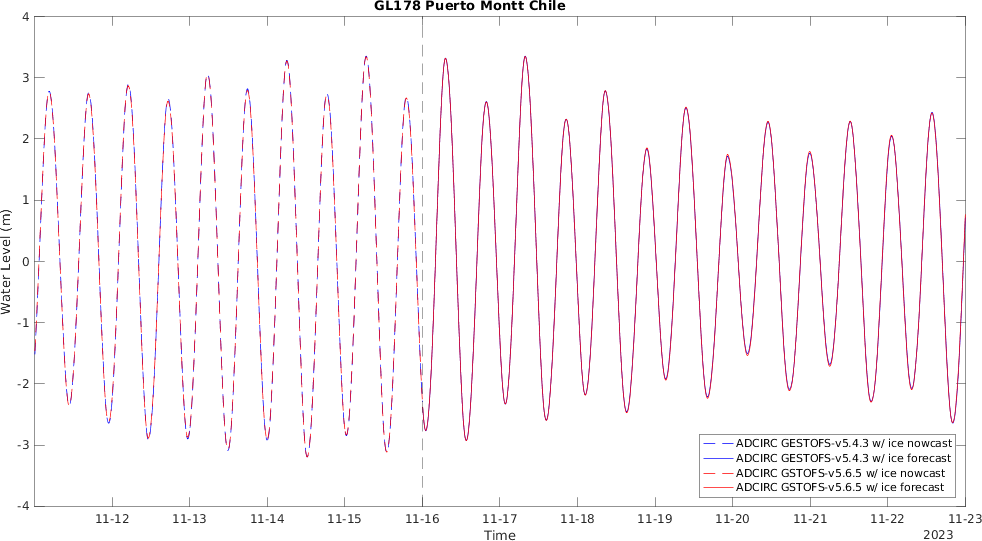 GL178 Puerto Montt Chile
4
3
2
1
0
-1
-2
-3
-4
Water Level (m)
ADCIRC GESTOFS-v5.4.3 w/ ice nowcast
ADCIRC GESTOFS-v5.4.3 w/ ice forecast
ADCIRC GSTOFS-v5.6.5 w/ ice nowcast
ADCIRC GSTOFS-v5.6.5 w/ ice forecast
11-12 11-13 11-14 11-15 11-16 11-17 11-18 11-19 11-20 11-21 11-22 11-23
Time
2023